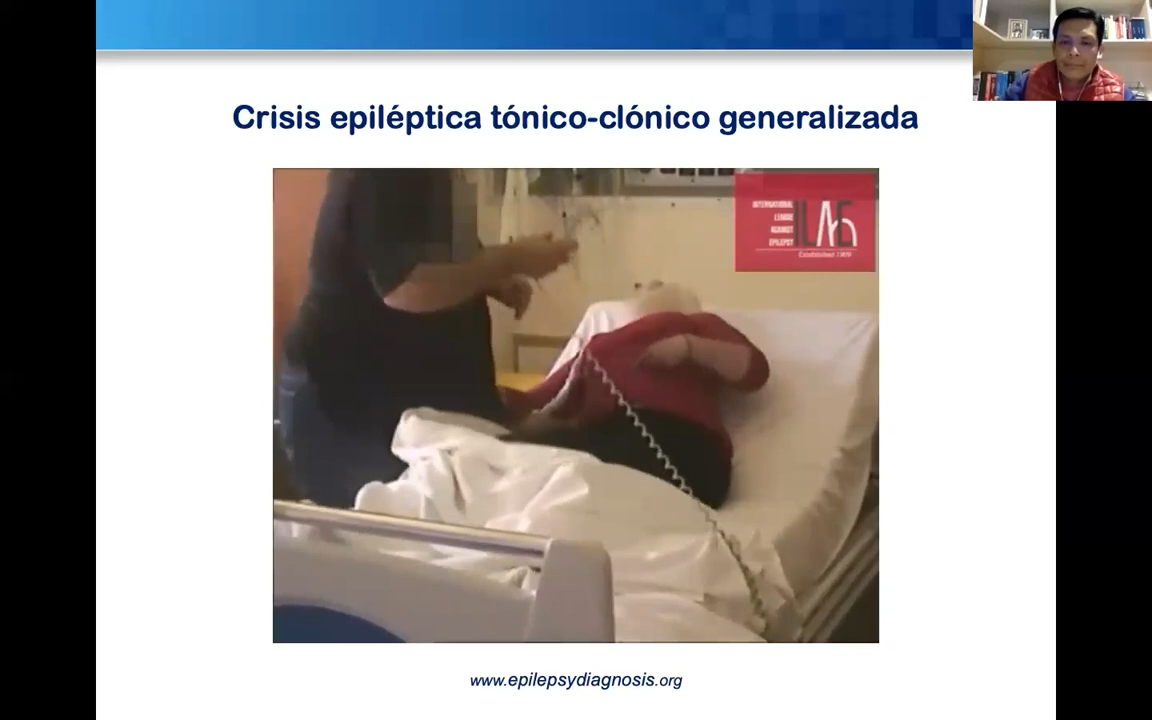 Crisis epiléptica tónico-clónico generalizada
INTERNATIONAL
LEAGUE
AGAINST
EPILEPSY
ILAE
Established 1909
www.epilepsydiagnosis.org